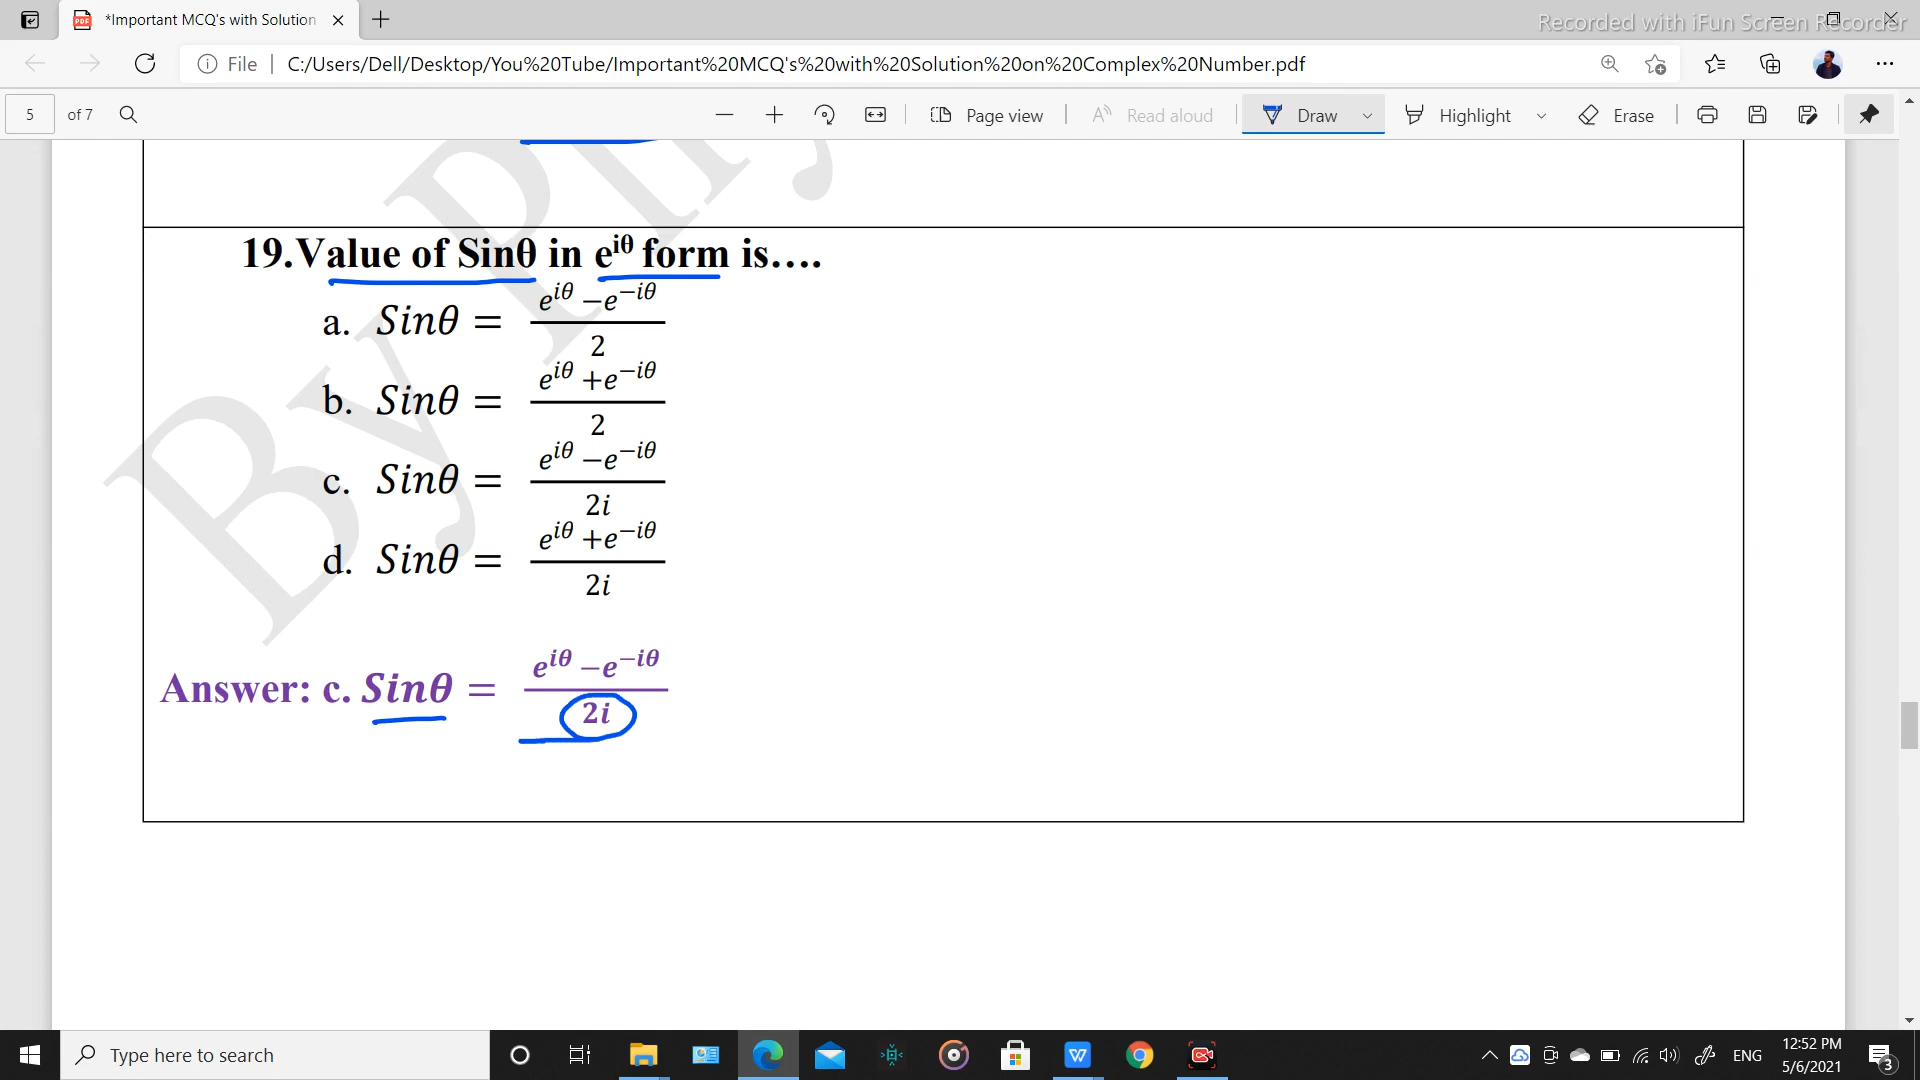 *Important MCQ's with Solution
Recorded with iFun Screen Recorder
File | C:/Users/Dell/Desktop/You%20Tube/Important%20MCQ's%20with%20Solution%20on%20Complex%20Number.pdf
5 of 7 Page view Read aloud Draw Highlight Erase
19.Value of Sinθ in e^{iθ} form is....
a. Sinθ = (e^{iθ} −e^{−iθ})/2
b. Sinθ = (e^{iθ} +e^{−iθ})/2
c. Sinθ = (e^{iθ} −e^{−iθ})/2i
d. Sinθ = (e^{iθ} +e^{−iθ})/2i
Answer: c. Sinθ = (e^{iθ} −e^{−iθ})/2i
Type here to search
ENG
12:52 PM
5/6/2021
3